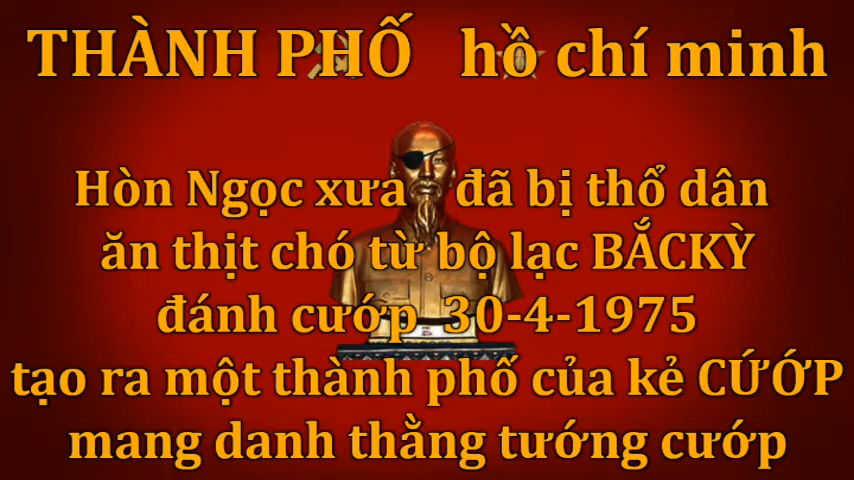 THÀNH PHỐ hồ chí minh
Hòn Ngọc xưa đã bị thổ dân
ăn thịt chó từ bộ lạc BẮCKỲ
đánh cướp 30-4-1975
tạo ra một thành phố của kẻ CỨỚP
mang danh thằng tướng cướp